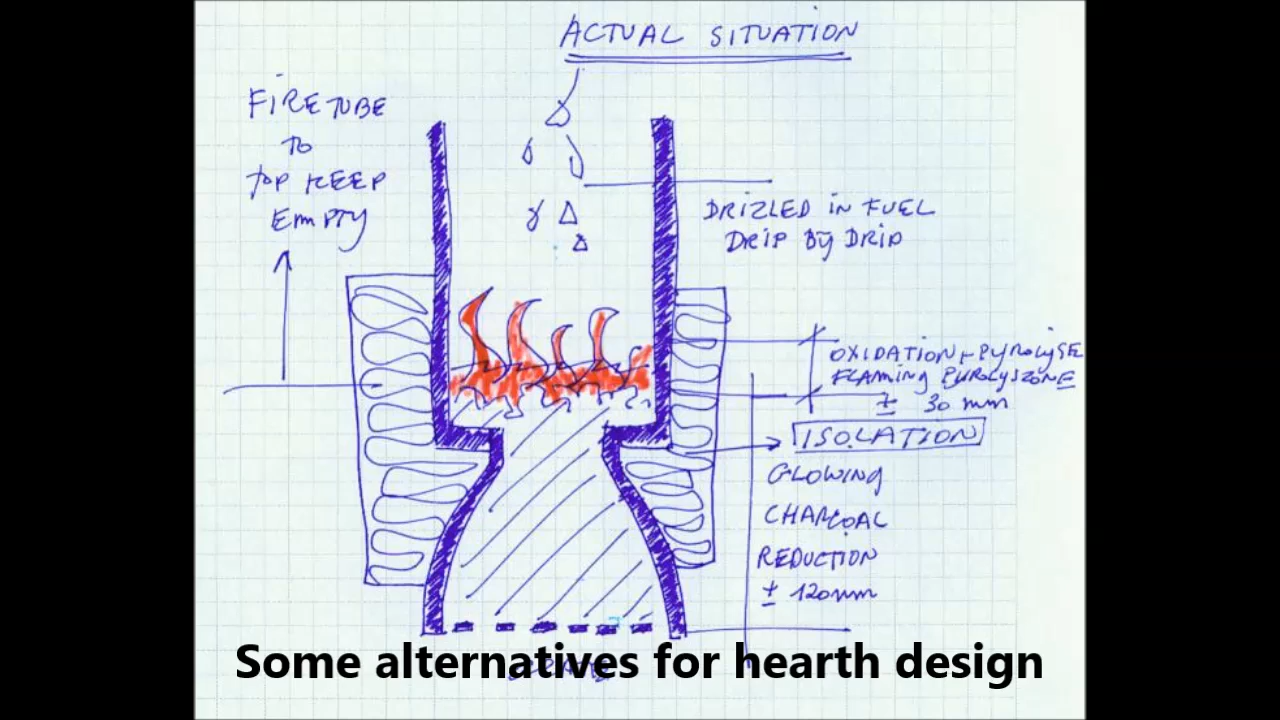 ACTUAL SITUATION
FIRETUBE
TO
TOP KEEP
EMPTY
DRIZLED IN FUEL
DRIP BY DRIP
OXIDATION + PYROLYSE
FLAMING PYROLYSZONE
± 30 mm
ISOLATION
GLOWING
CHARCOAL
REDUCTION
± 120mm
Some alternatives for hearth design